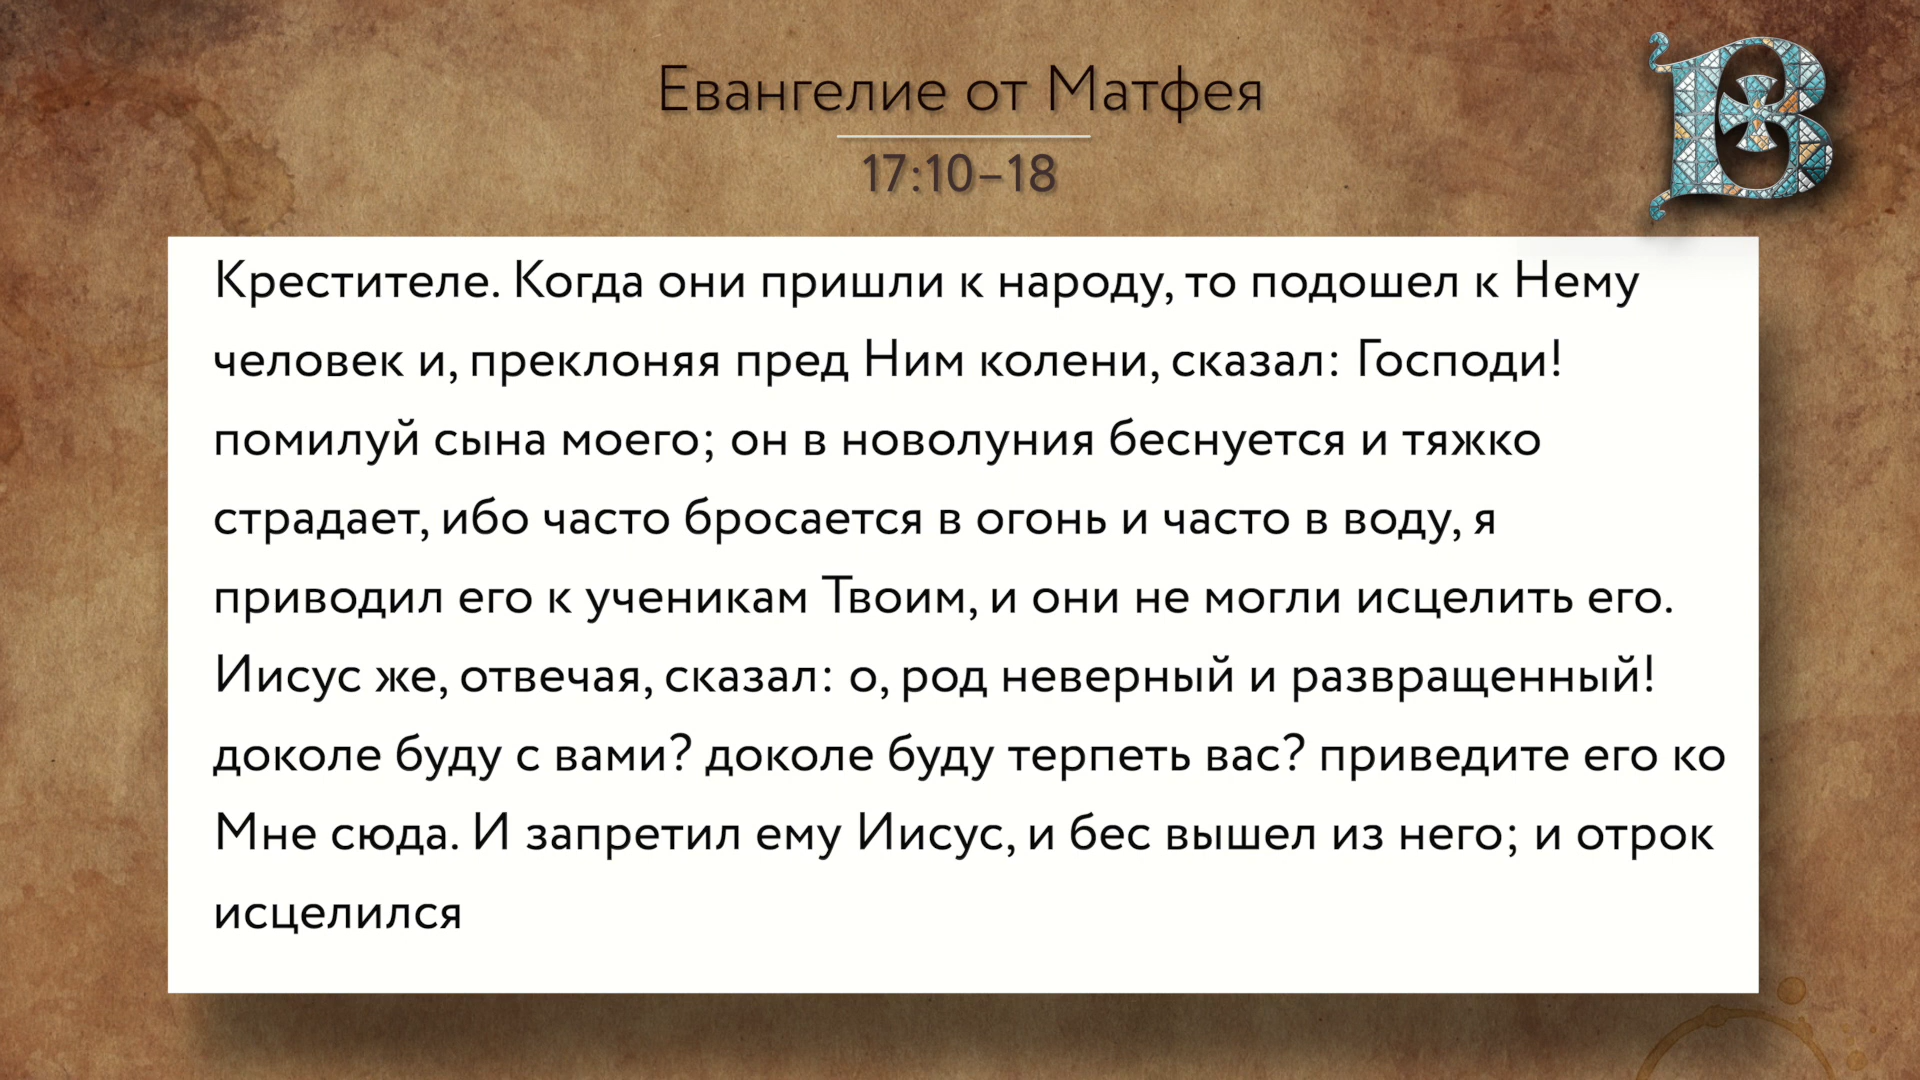 Евангелие от Матфея
17:10–18
Крестителе. Когда они пришли к народу, то подошел к Нему
человек и, преклоняя пред Ним колени, сказал: Господи!
помилуй сына моего; он в новолуния беснуется и тяжко
страдает, ибо часто бросается в огонь и часто в воду, я
приводил его к ученикам Твоим, и они не могли исцелить его.
Иисус же, отвечая, сказал: о, род неверный и развращенный!
доколе буду с вами? доколе буду терпеть вас? приведите его ко
Мне сюда. И запретил ему Иисус, и бес вышел из него; и отрок
исцелился